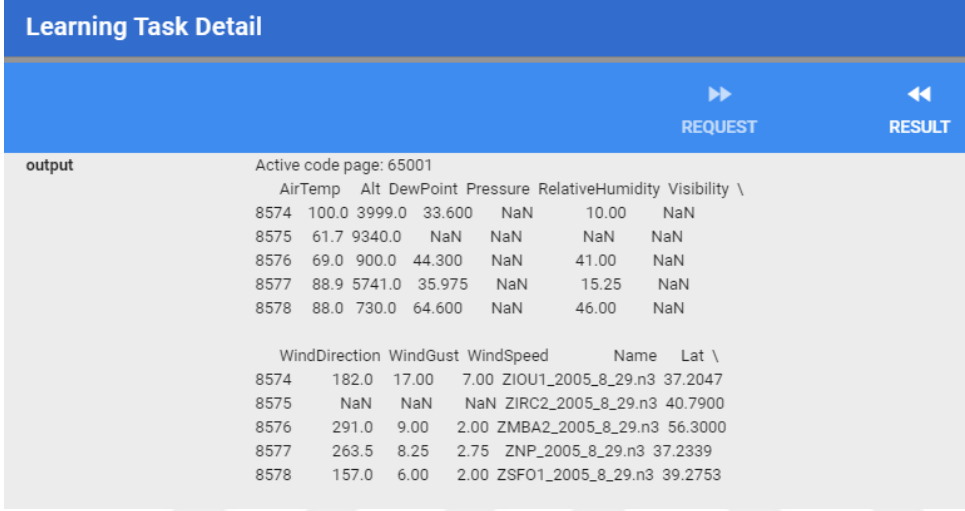 Learning Task Detail
REQUEST RESULT
output Active code page: 65001
AirTemp Alt DewPoint Pressure RelativeHumidity Visibility \
8574 100.0 3999.0 33.600 NaN 10.00 NaN
8575 61.7 9340.0 NaN NaN NaN NaN
8576 69.0 900.0 44.300 NaN 41.00 NaN
8577 88.9 5741.0 35.975 NaN 15.25 NaN
8578 88.0 730.0 64.600 NaN 46.00 NaN
WindDirection WindGust WindSpeed Name Lat \
8574 182.0 17.00 7.00 ZIOU1_2005_8_29.n3 37.2047
8575 NaN NaN NaN ZIRC2_2005_8_29.n3 40.7900
8576 291.0 9.00 2.00 ZMBA2_2005_8_29.n3 56.3000
8577 263.5 8.25 2.75 ZNP_2005_8_29.n3 37.2339
8578 157.0 6.00 2.00 ZSFO1_2005_8_29.n3 39.2753